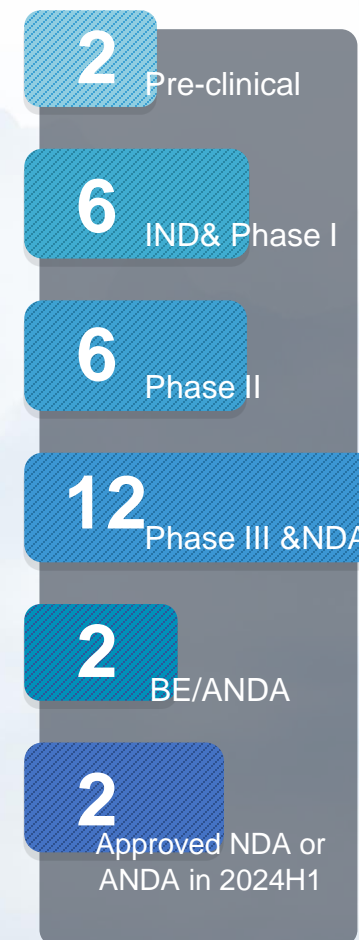 2
Pre-clinical
6
IND& Phase I
6
Phase II
12
Phase III &NDA
2
BE/ANDA
2
Approved NDA or
ANDA in 2024H1